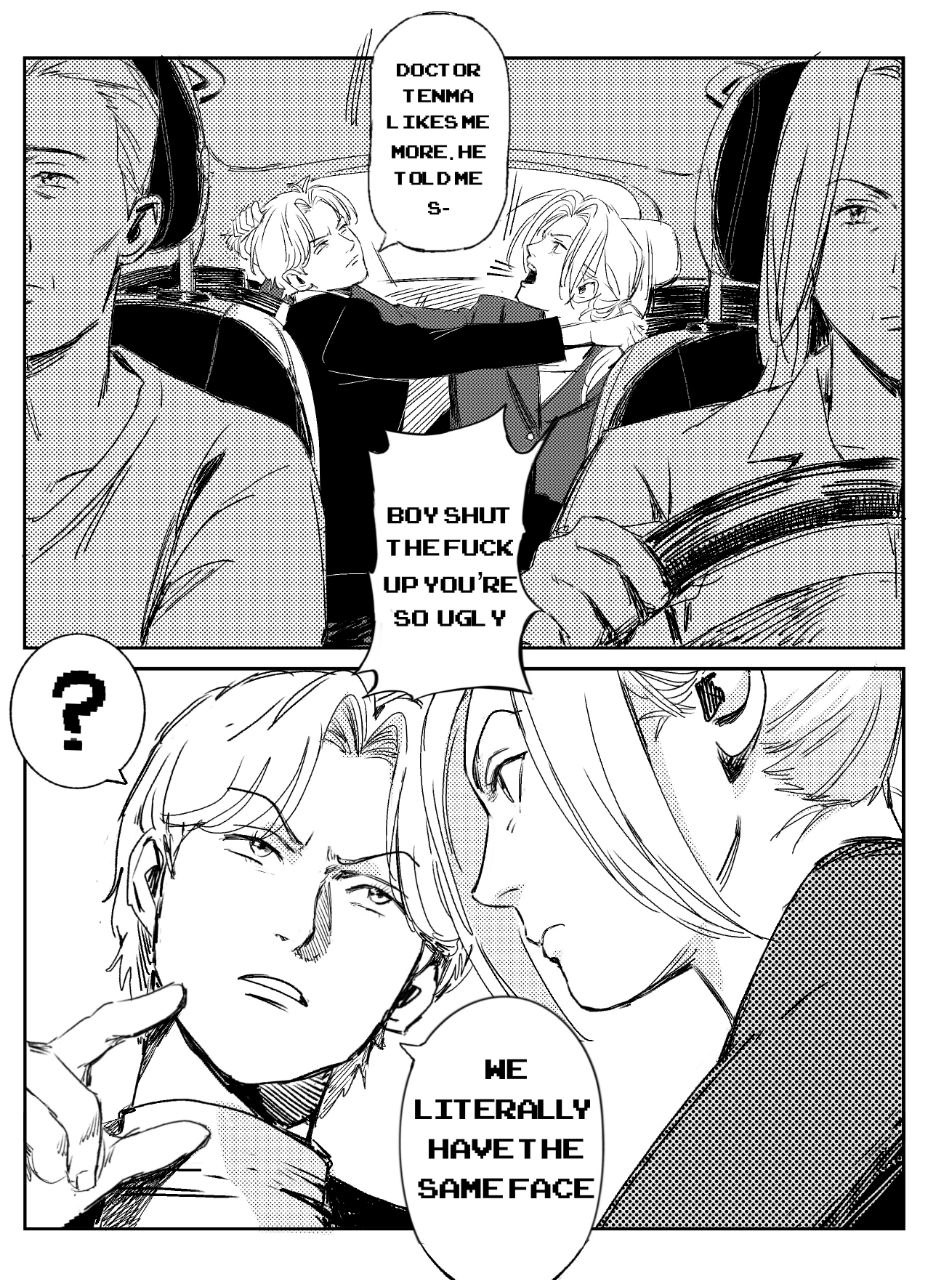 DOCTOR
TENMA
LIKES ME
MORE. HE
TOLD ME
S-
BOY SHUT
THE FUCK
UP YOU'RE
SO UGLY
?
WE
LITERALLY
HAVE THE
SAME FACE